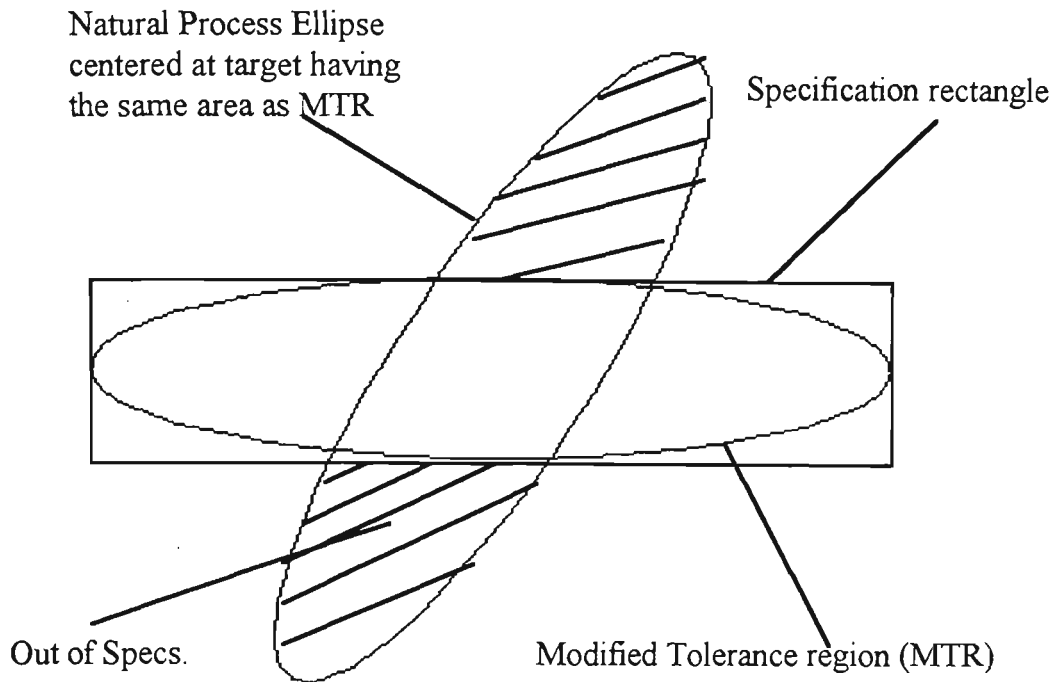 Natural Process Ellipse
centered at target having
the same area as MTR
Specification rectangle
Out of Specs.
Modified Tolerance region (MTR)